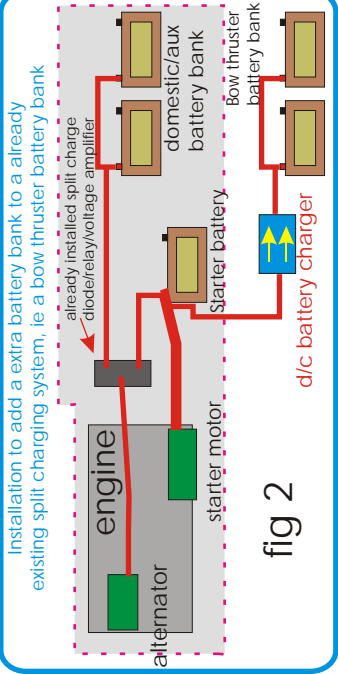 Installation to add a extra battery bank to a already
existing split charging system, ie a bow thruster battery bank
already installed split charge
diode/relay/voltage amplifier
domestic/aux
battery bank
Bow thruster
battery bank
engine
alternator
starter motor
Starter battery
d/c battery charger
fig 2